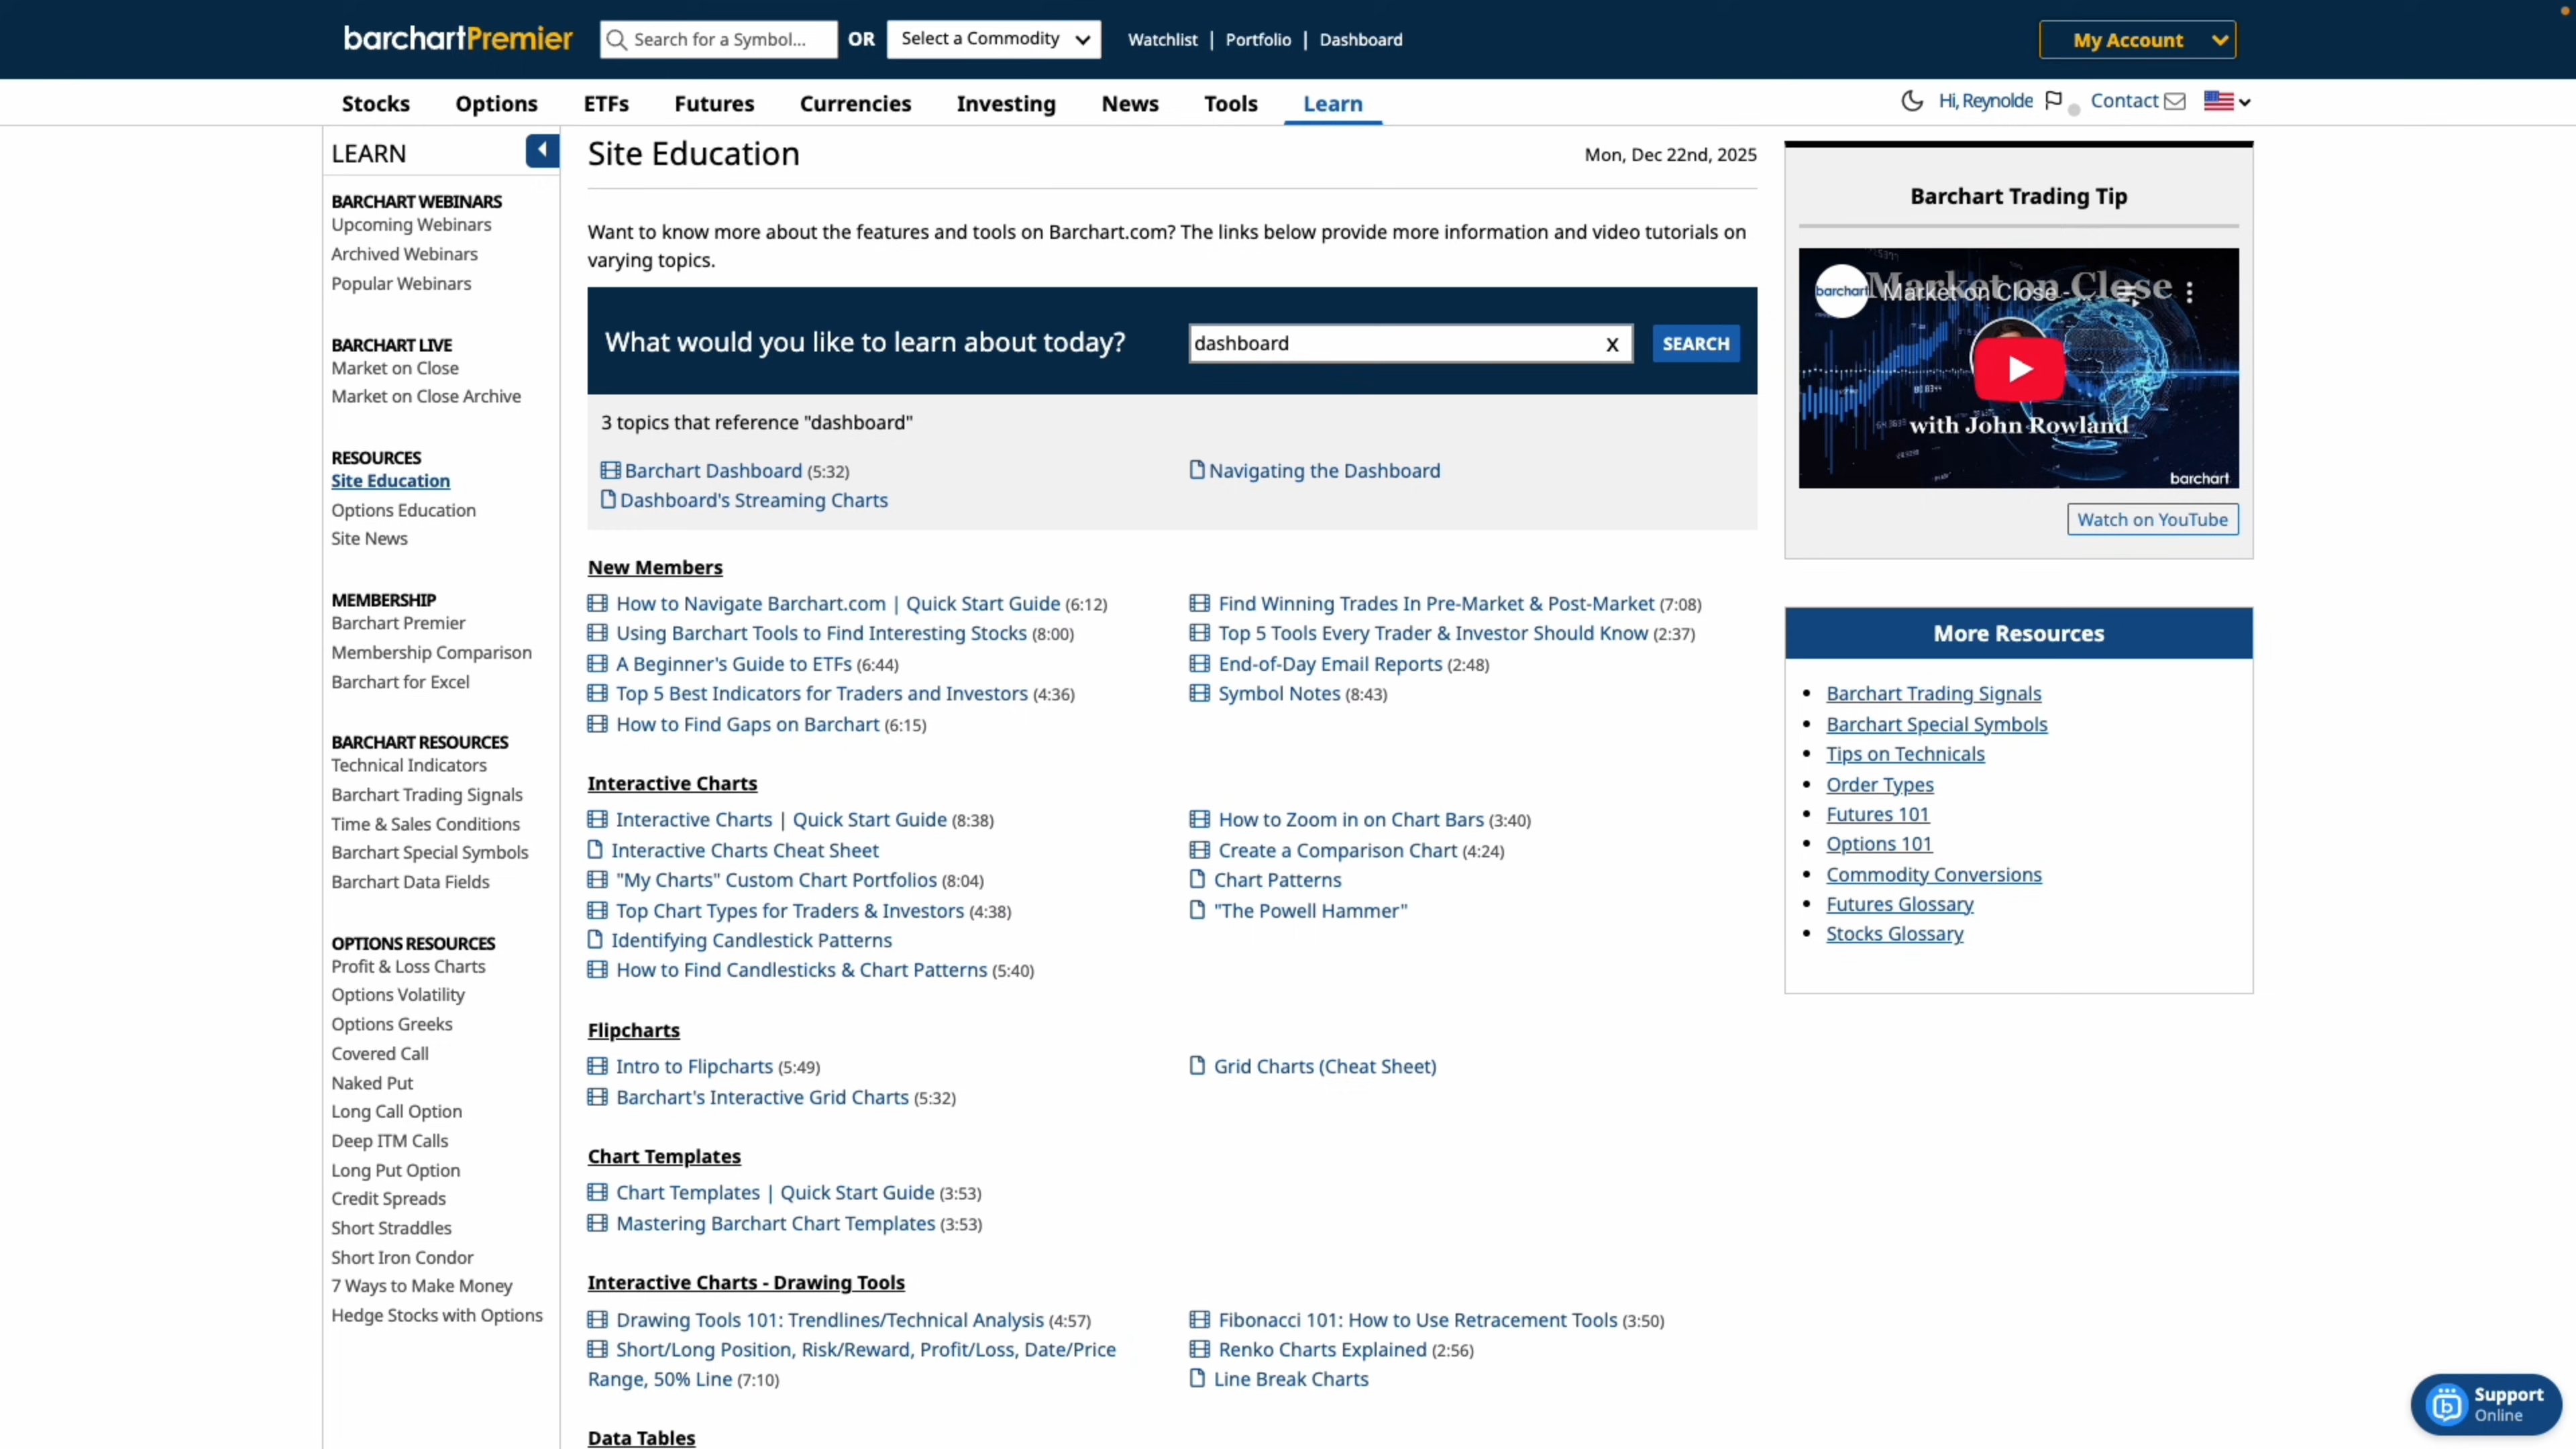 barchartPremier
Search for a Symbol...
OR
Select a Commodity
Watchlist | Portfolio | Dashboard
My Account
Stocks
Options
ETFs
Futures
Currencies
Investing
News
Tools
Learn
Hi, Reynolde
Contact
LEARN
BARCHART WEBINARS
Upcoming Webinars
Archived Webinars
Popular Webinars
BARCHART LIVE
Market on Close
Market on Close Archive
RESOURCES
Site Education
Options Education
Site News
MEMBERSHIP
Barchart Premier
Membership Comparison
Barchart for Excel
BARCHART RESOURCES
Technical Indicators
Barchart Trading Signals
Time & Sales Conditions
Barchart Special Symbols
Barchart Data Fields
OPTIONS RESOURCES
Profit & Loss Charts
Options Volatility
Options Greeks
Covered Call
Naked Put
Long Call Option
Deep ITM Calls
Long Put Option
Credit Spreads
Short Straddles
Short Iron Condor
7 Ways to Make Money
Hedge Stocks with Options
Site Education
Mon, Dec 22nd, 2025
Want to know more about the features and tools on Barchart.com? The links below provide more information and video tutorials on
varying topics.
What would you like to learn about today?
dashboard
x
SEARCH
3 topics that reference "dashboard"
Barchart Dashboard (5:32)
Navigating the Dashboard
Dashboard's Streaming Charts
New Members
How to Navigate Barchart.com | Quick Start Guide (6:12)
Find Winning Trades In Pre-Market & Post-Market (7:08)
Using Barchart Tools to Find Interesting Stocks (8:00)
Top 5 Tools Every Trader & Investor Should Know (2:37)
A Beginner's Guide to ETFs (6:44)
End-of-Day Email Reports (2:48)
Top 5 Best Indicators for Traders and Investors (4:36)
Symbol Notes (8:43)
How to Find Gaps on Barchart (6:15)
Interactive Charts
Interactive Charts | Quick Start Guide (8:38)
How to Zoom in on Chart Bars (3:40)
Interactive Charts Cheat Sheet
Create a Comparison Chart (4:24)
"My Charts" Custom Chart Portfolios (8:04)
Chart Patterns
Top Chart Types for Traders & Investors (4:38)
"The Powell Hammer"
Identifying Candlestick Patterns
How to Find Candlesticks & Chart Patterns (5:40)
Flipcharts
Intro to Flipcharts (5:49)
Grid Charts (Cheat Sheet)
Barchart's Interactive Grid Charts (5:32)
Chart Templates
Chart Templates | Quick Start Guide (3:53)
Mastering Barchart Chart Templates (3:53)
Interactive Charts - Drawing Tools
Drawing Tools 101: Trendlines/Technical Analysis (4:57)
Fibonacci 101: How to Use Retracement Tools (3:50)
Short/Long Position, Risk/Reward, Profit/Loss, Date/Price
Range, 50% Line (7:10)
Renko Charts Explained (2:56)
Line Break Charts
Data Tables
Barchart Trading Tip
Market on Close
barchart
Market on Close -...
with John Rowland
barchart
Watch on YouTube
More Resources
Barchart Trading Signals
Barchart Special Symbols
Tips on Technicals
Order Types
Futures 101
Options 101
Commodity Conversions
Futures Glossary
Stocks Glossary
Support
Online